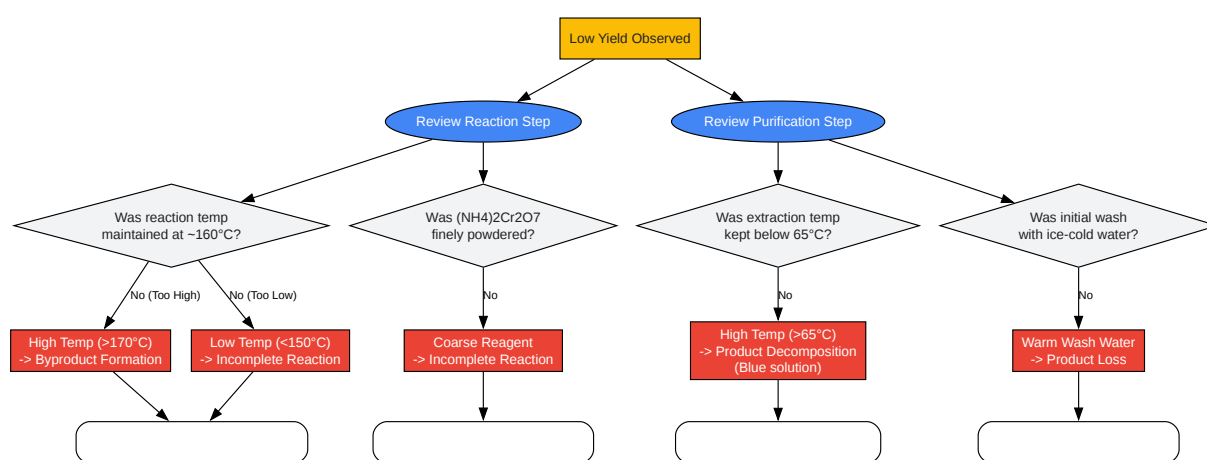 Low Yield Observed
Review Reaction Step
Review Purification Step
Was reaction temp
maintained at ~160°C?
Was (NH4)2Cr2O7
finely powdered?
Was extraction temp
kept below 65°C?
Was initial wash
with ice-cold water?
No (Too High)
No (Too Low)
No
No
No
High Temp (>170°C)
-> Byproduct Formation
Low Temp (<150°C)
-> Incomplete Reaction
Coarse Reagent
-> Incomplete Reaction
High Temp (>65°C)
-> Product Decomposition
(Blue solution)
Warm Wash Water
-> Product Loss